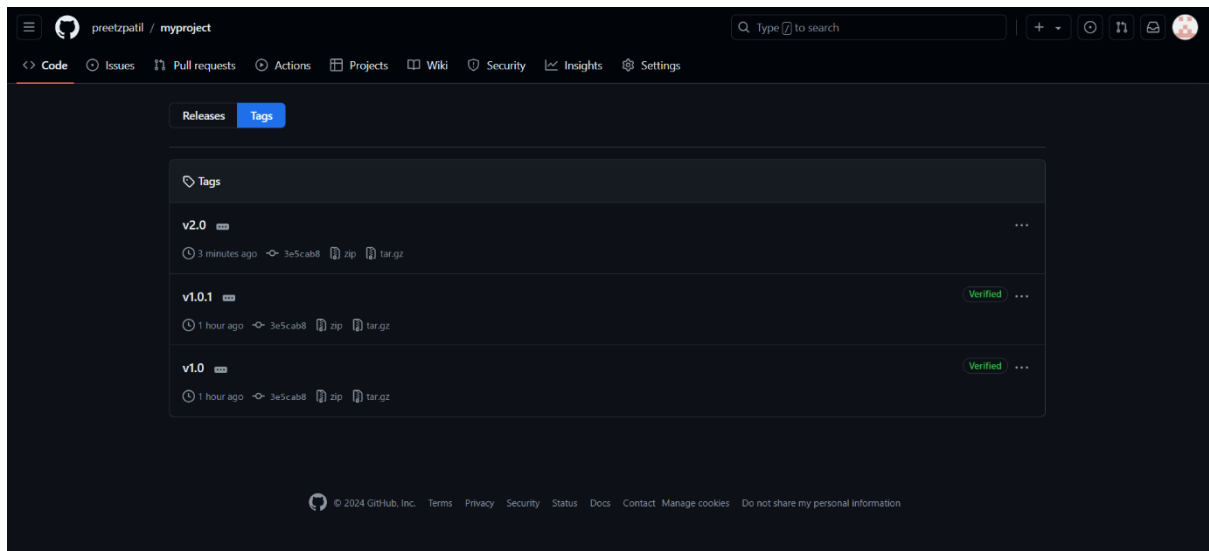 preetzpatil / myproject
Type / to search
Code Issues Pull requests Actions Projects Wiki Security Insights Settings
Releases Tags
Tags
v2.0
3 minutes ago 3e5cab8 zip tar.gz
v1.0.1 Verified
1 hour ago 3e5cab8 zip tar.gz
v1.0 Verified
1 hour ago 3e5cab8 zip tar.gz
© 2024 GitHub, Inc. Terms Privacy Security Status Docs Contact Manage cookies Do not share my personal information